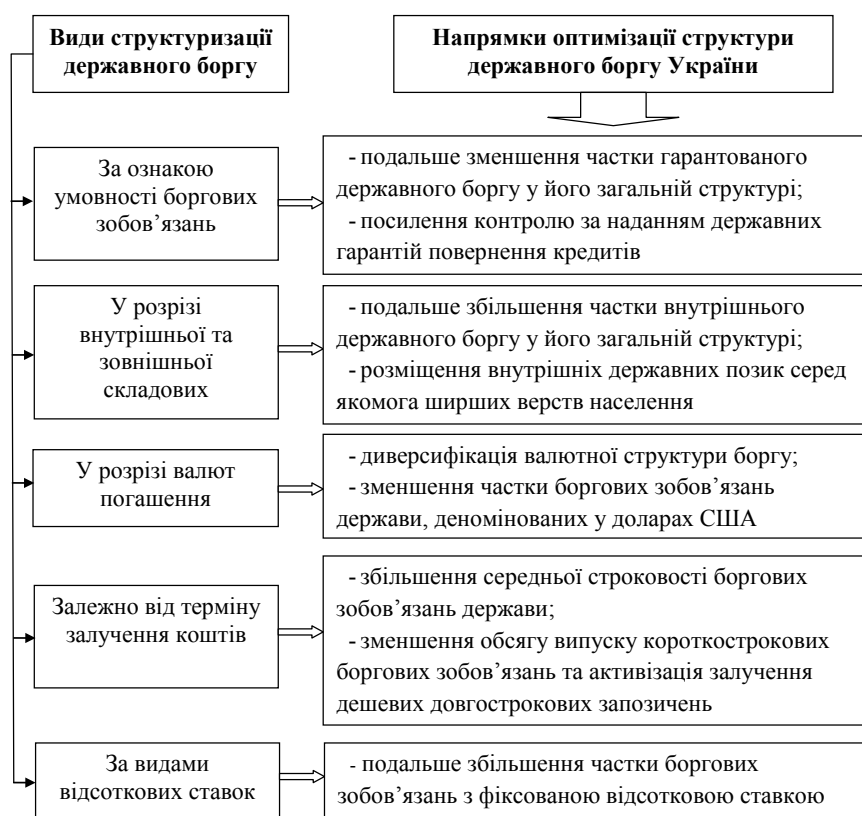 Види структуризації
державного боргу
Напрямки оптимізації структури
державного боргу України
За ознакою
умовності боргових
зобов’язань
- подальше зменшення частки гарантованого
державного боргу у його загальній структурі;
- посилення контролю за наданням державних
гарантій повернення кредитів
У розрізі
внутрішньої та
зовнішньої
складових
- подальше збільшення частки внутрішнього
державного боргу у його загальній структурі;
- розміщення внутрішніх державних позик серед
якомога ширших верств населення
У розрізі валют
погашення
- диверсифікація валютної структури боргу;
- зменшення частки боргових зобов’язань
держави, деномінованих у доларах США
Залежно від терміну
залучення коштів
- збільшення середньої строковості боргових
зобов’язань держави;
- зменшення обсягу випуску короткострокових
боргових зобов’язань та активізація залучення
дешевих довгострокових запозичень
За видами
відсоткових ставок
- подальше збільшення частки боргових
зобов’язань з фіксованою відсотковою ставкою